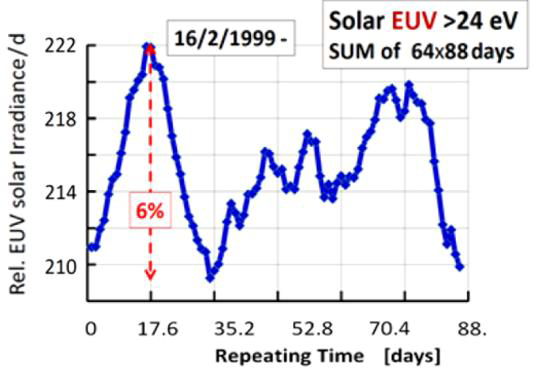 Solar EUV >24 eV
SUM of 64x88 days
16/2/1999 -
222
218
214
210
6%
Rel. EUV solar Irradiance/d
0 17.6 35.2 52.8 70.4 88.
Repeating Time [days]